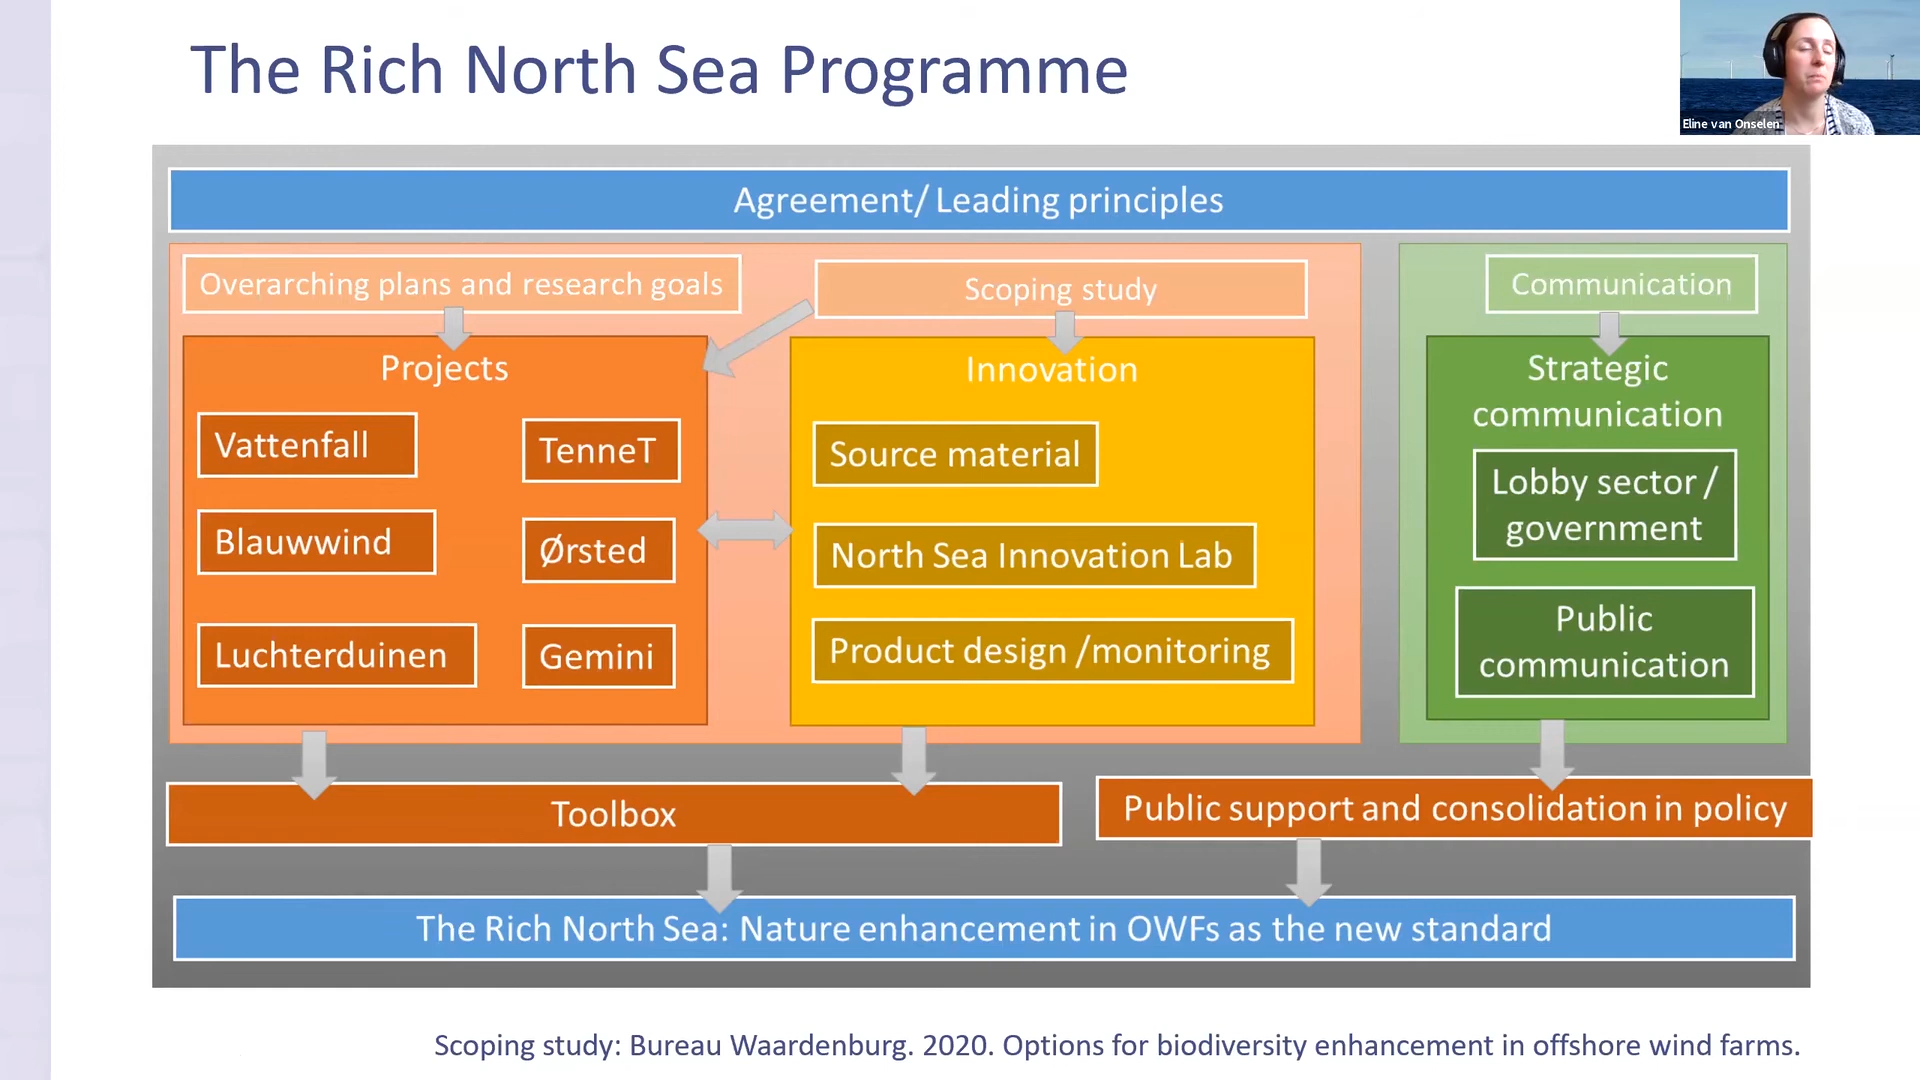 The Rich North Sea Programme
Eline van Onselen
Agreement/ Leading principles
Overarching plans and research goals
Scoping study
Communication
Projects
Vattenfall
TenneT
Blauwwind
Ørsted
Luchterduinen
Gemini
Innovation
Source material
North Sea Innovation Lab
Product design /monitoring
Strategic
communication
Lobby sector /
government
Public
communication
Toolbox
Public support and consolidation in policy
The Rich North Sea: Nature enhancement in OWFs as the new standard
Scoping study: Bureau Waardenburg. 2020. Options for biodiversity enhancement in offshore wind farms.